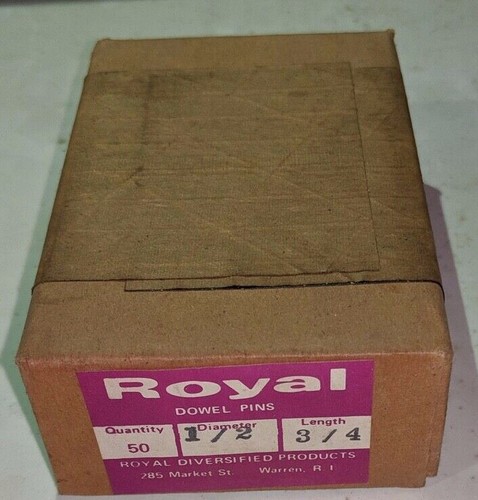 Royal
DOWEL PINS
Quantity Diameter Length
50 1/2 3/4
ROYAL DIVERSIFIED PRODUCTS
285 Market St. Warren, R. I